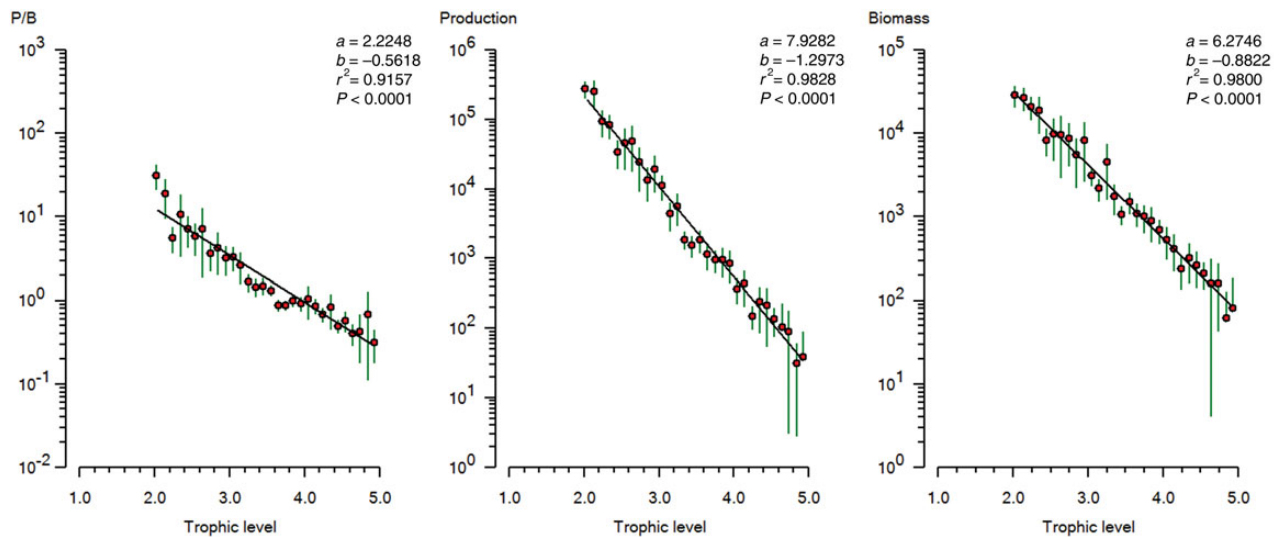 P/B
a = 2.2248
b = −0.5618
r2 = 0.9157
P < 0.0001
103
102
101
100
10-1
10-2
1.0 2.0 3.0 4.0 5.0
Trophic level
Production
a = 7.9282
b = −1.2973
r2 = 0.9828
P < 0.0001
106
105
104
103
102
101
100
1.0 2.0 3.0 4.0 5.0
Trophic level
Biomass
a = 6.2746
b = −0.8822
r2 = 0.9800
P < 0.0001
105
104
103
102
101
100
1.0 2.0 3.0 4.0 5.0
Trophic level